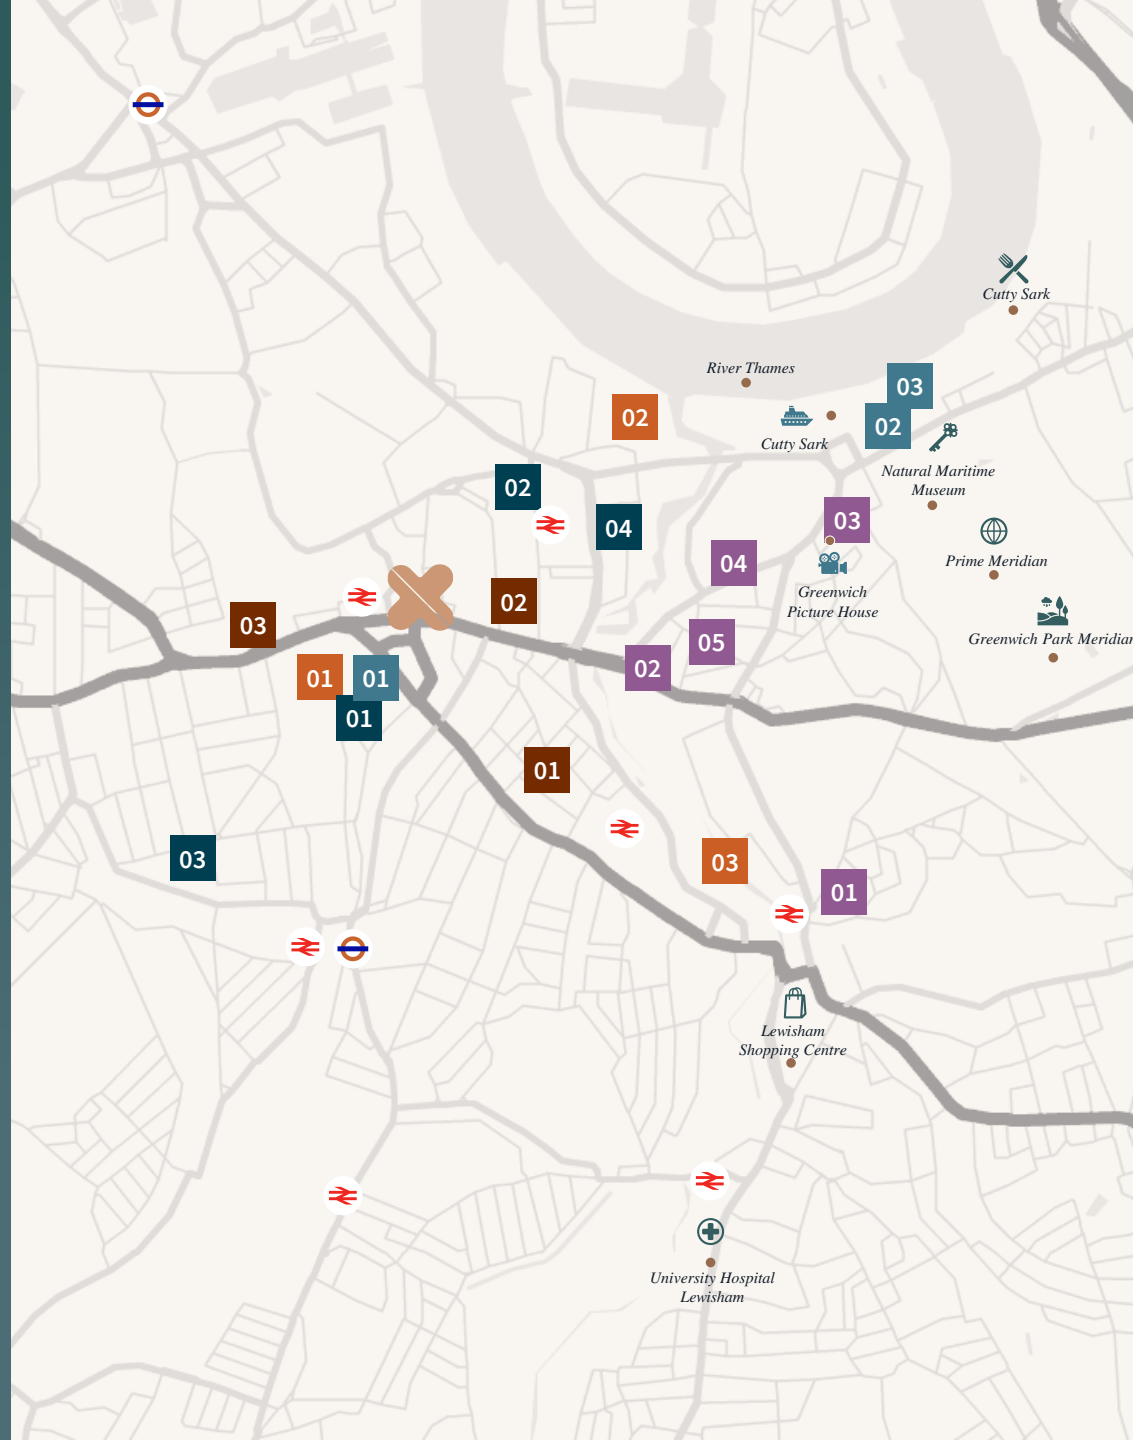 Cutty Sark
River Thames
03
02
02
Cutty Sark
Natural Maritime
Museum
02
04
03
04
Prime Meridian
Greenwich
Picture House
02
03
Greenwich Park Meridian
05
02
01
01
01
01
03
03
01
Lewisham
Shopping Centre
University Hospital
Lewisham